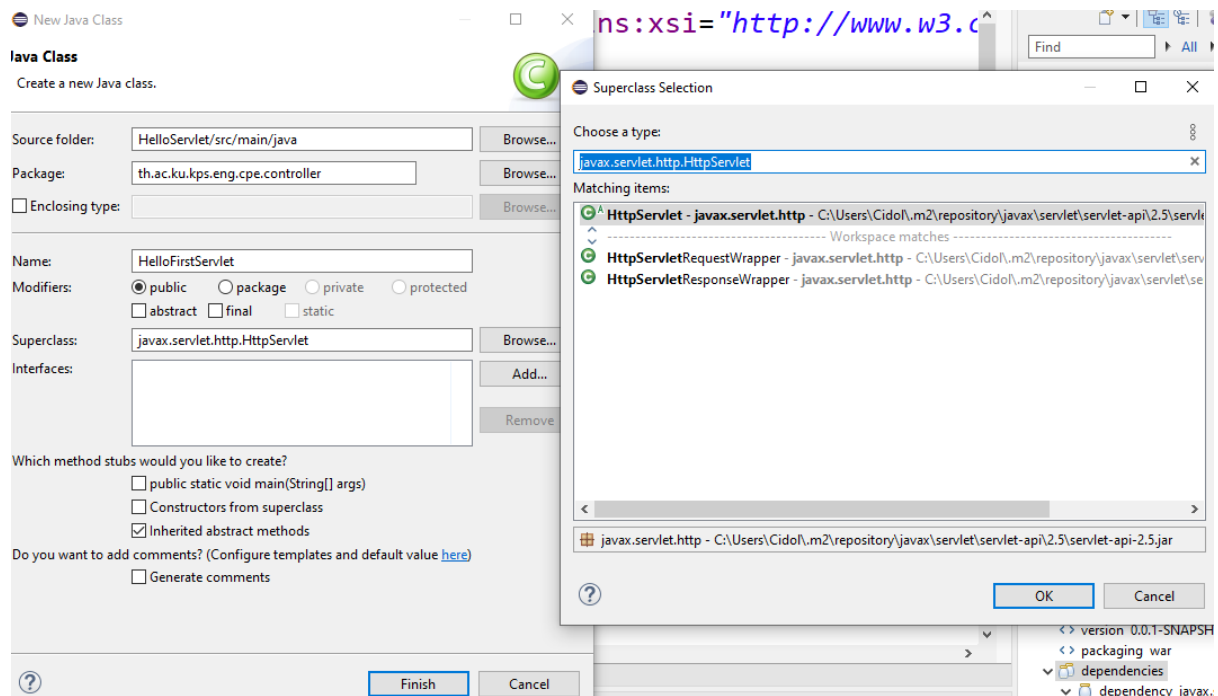 New Java Class
Java Class
Create a new Java class.
Source folder: HelloServlet/src/main/java Browse...
Package: th.ac.ku.kps.eng.cpe.controller Browse...
Enclosing type: Browse...
Name: HelloFirstServlet
Modifiers: public package private protected
abstract final static
Superclass: javax.servlet.http.HttpServlet Browse...
Interfaces: Add...
Remove
Which method stubs would you like to create?
public static void main(String[] args)
Constructors from superclass
Inherited abstract methods
Do you want to add comments? (Configure templates and default value here)
Generate comments
Finish Cancel
ns:xsi="http://www.w3.c
Find All
Superclass Selection
Choose a type:
javax.servlet.http.HttpServlet
Matching items:
HttpServlet - javax.servlet.http - C:\Users\Cidol\.m2\repository\javax\servlet\servlet-api\2.5\servle
Workspace matches
HttpServletRequestWrapper - javax.servlet.http - C:\Users\Cidol\.m2\repository\javax\servlet\serv
HttpServletResponseWrapper - javax.servlet.http - C:\Users\Cidol\.m2\repository\javax\servlet\se
javax.servlet.http - C:\Users\Cidol\.m2\repository\javax\servlet\servlet-api\2.5\servlet-api-2.5.jar
OK Cancel
version 0.0.1-SNAPSH
packaging war
dependencies
dependency javax.